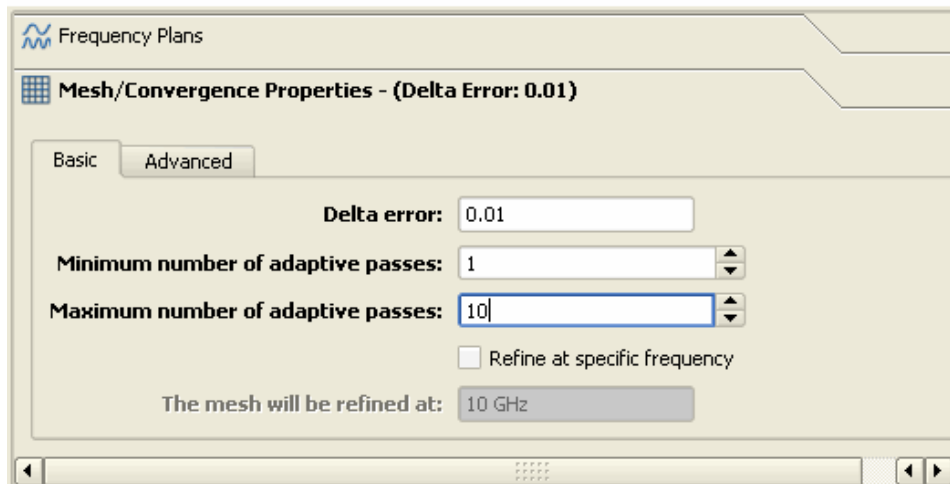 Frequency Plans
Mesh/Convergence Properties - (Delta Error: 0.01)
Basic Advanced
Delta error: 0.01
Minimum number of adaptive passes: 1
Maximum number of adaptive passes: 10
Refine at specific frequency
The mesh will be refined at: 10 GHz